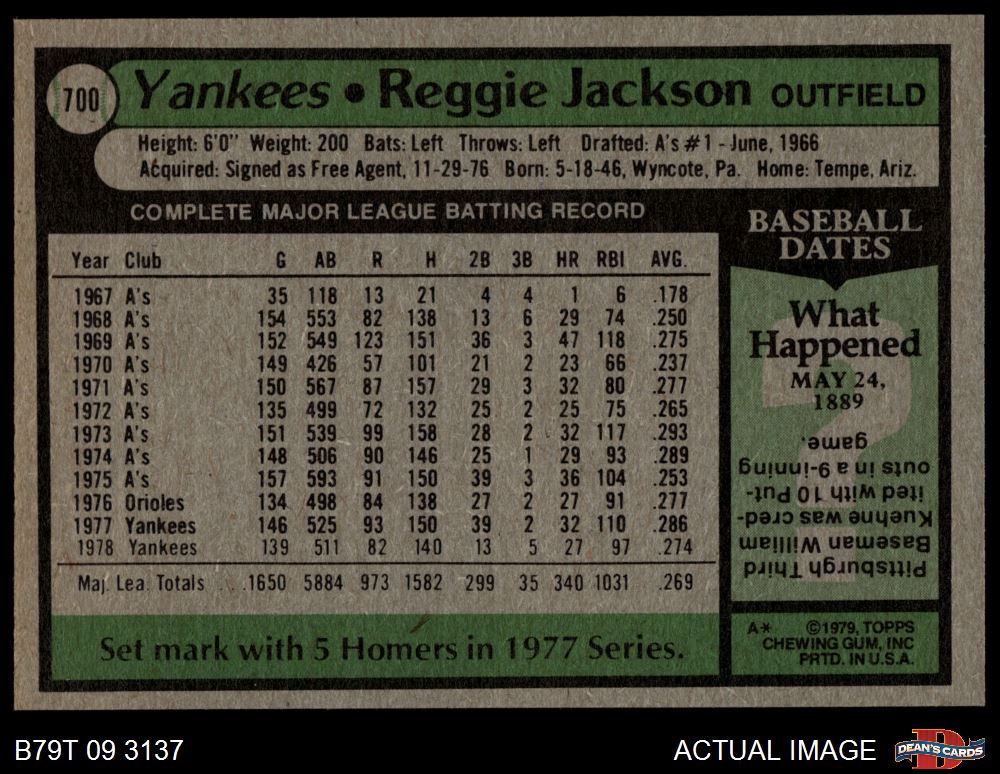 700
Yankees • Reggie Jackson OUTFIELD
Height: 6'0" Weight: 200 Bats: Left Throws: Left Drafted: A's #1 - June, 1966
Acquired: Signed as Free Agent, 11-29-76 Born: 5-18-46, Wyncote, Pa. Home: Tempe, Ariz.
COMPLETE MAJOR LEAGUE BATTING RECORD
Year Club G AB R H 2B 3B HR RBI AVG.
1967 A's 35 118 13 21 4 4 1 6 .178
1968 A's 154 553 82 138 13 6 29 74 .250
1969 A's 152 549 123 151 36 3 47 118 .275
1970 A's 149 426 57 101 21 2 23 66 .237
1971 A's 150 567 87 157 29 3 32 80 .277
1972 A's 135 499 72 132 25 2 25 75 .265
1973 A's 151 539 99 158 28 2 32 117 .293
1974 A's 148 506 90 146 25 1 29 93 .289
1975 A's 157 593 91 150 39 3 36 104 .253
1976 Orioles 134 498 84 138 27 2 27 91 .277
1977 Yankees 146 525 93 150 39 2 32 110 .286
1978 Yankees 139 511 82 140 13 5 27 97 .274
Maj. Lea. Totals ... 1650 5884 973 1582 299 35 340 1031 .269
Set mark with 5 Homers in 1977 Series.
BASEBALL
DATES
What
Happened
MAY 24,
1889
Pittsburgh Third
Baseman William
Kuehne was cred-
ited with 10 Put-
outs in a 9-inning
game.
A* ©1979, TOPPS
CHEWING GUM, INC
PRTD. IN U.S.A.
B79T 09 3137
ACTUAL IMAGE
DEAN'S CARDS